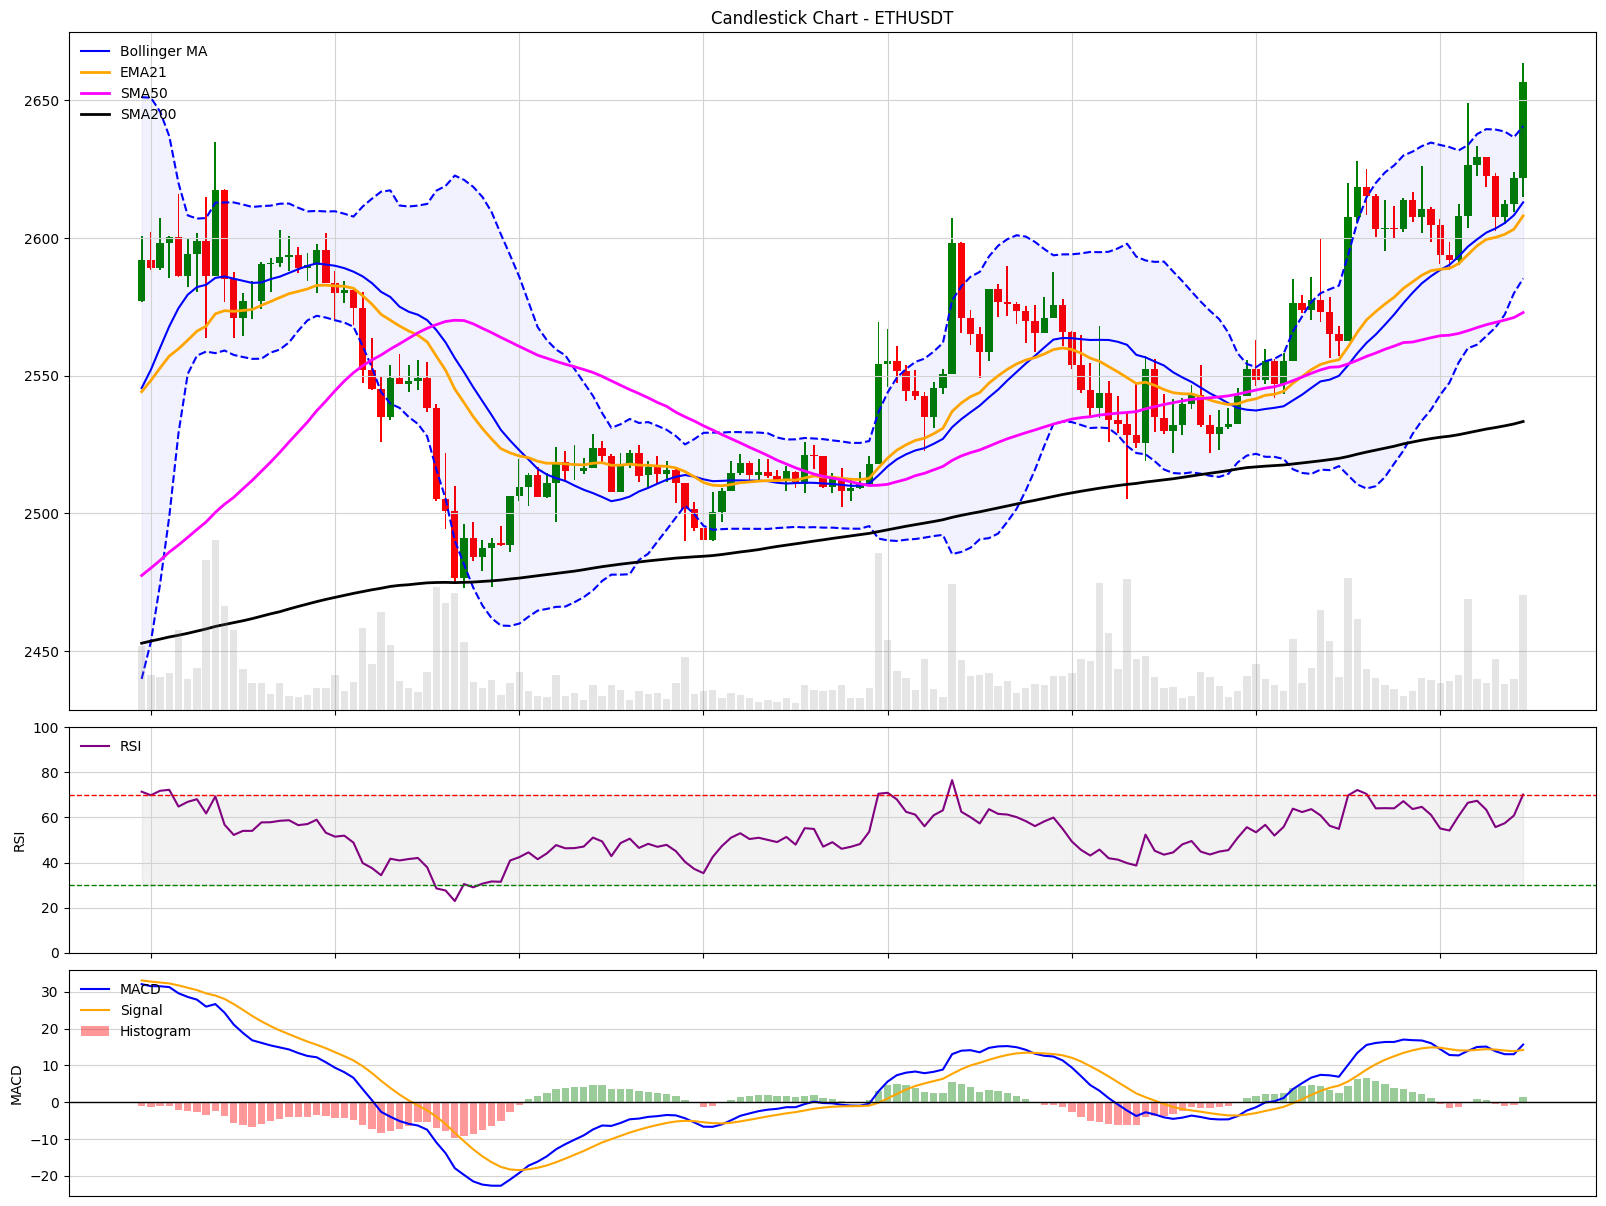 Candlestick Chart - ETHUSDT
Bollinger MA
EMA21
SMA50
SMA200
2650
2600
2550
2500
2450
RSI
100
80
60
40
20
0
RSI
MACD
Signal
Histogram
30
20
10
0
−10
−20
MACD